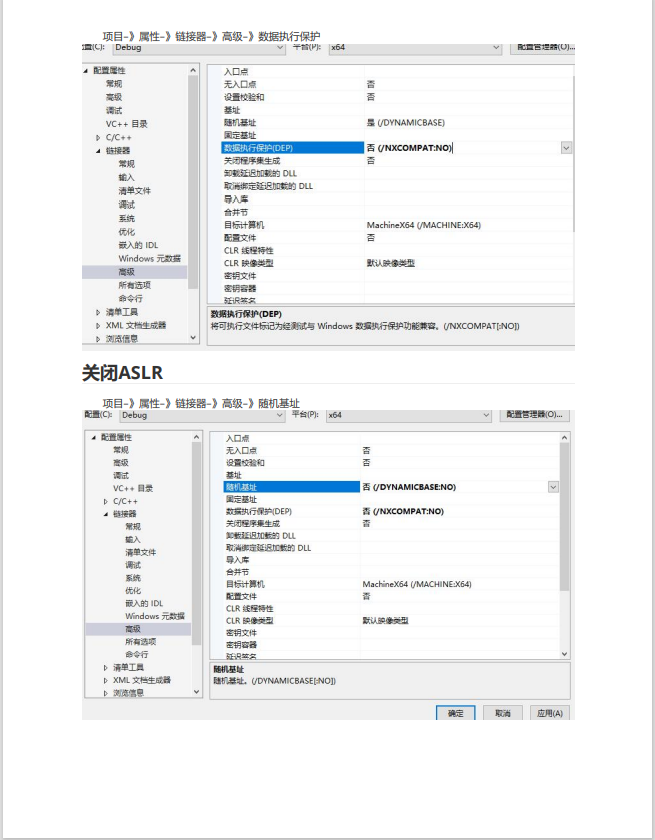 项目-》属性-》链接器-》高级-》数据执行保护
置(C): Debug 平台(P): x64 配置管理器(O)...
配置属性
常规
高级
调试
VC++ 目录
C/C++
链接器
常规
输入
清单文件
调试
系统
优化
嵌入的 IDL
Windows 元数据
高级
所有选项
命令行
清单工具
XML 文档生成器
浏览信息
入口点
无入口点 否
设置校验和 否
基址
随机基址 是 (/DYNAMICBASE)
固定基址
数据执行保护(DEP) 否 (/NXCOMPAT:NO)
关闭程序集生成 否
卸载延迟加载的 DLL
取消绑定延迟加载的 DLL
导入库
合并节
目标计算机 MachineX64 (/MACHINE:X64)
配置文件 否
CLR 线程特性
CLR 映像类型 默认映像类型
密钥文件
密钥容器
延迟签名
数据执行保护(DEP)
将可执行文件标记为经测试与 Windows 数据执行保护功能兼容。(/NXCOMPAT[:NO])
关闭ASLR
项目-》属性-》链接器-》高级-》随机基址
配置(C): Debug 平台(P): x64 配置管理器(O)...
配置属性
常规
高级
调试
VC++ 目录
C/C++
链接器
常规
输入
清单文件
调试
系统
优化
嵌入的 IDL
Windows 元数据
高级
所有选项
命令行
清单工具
XML 文档生成器
浏览信息
入口点
无入口点 否
设置校验和 否
基址
随机基址 否 (/DYNAMICBASE:NO)
固定基址
数据执行保护(DEP) 否 (/NXCOMPAT:NO)
关闭程序集生成 否
卸载延迟加载的 DLL
取消绑定延迟加载的 DLL
导入库
合并节
目标计算机 MachineX64 (/MACHINE:X64)
配置文件 否
CLR 线程特性
CLR 映像类型 默认映像类型
密钥文件
密钥容器
延迟签名
随机基址
随机基址。(/DYNAMICBASE[:NO])
确定 取消 应用(A)